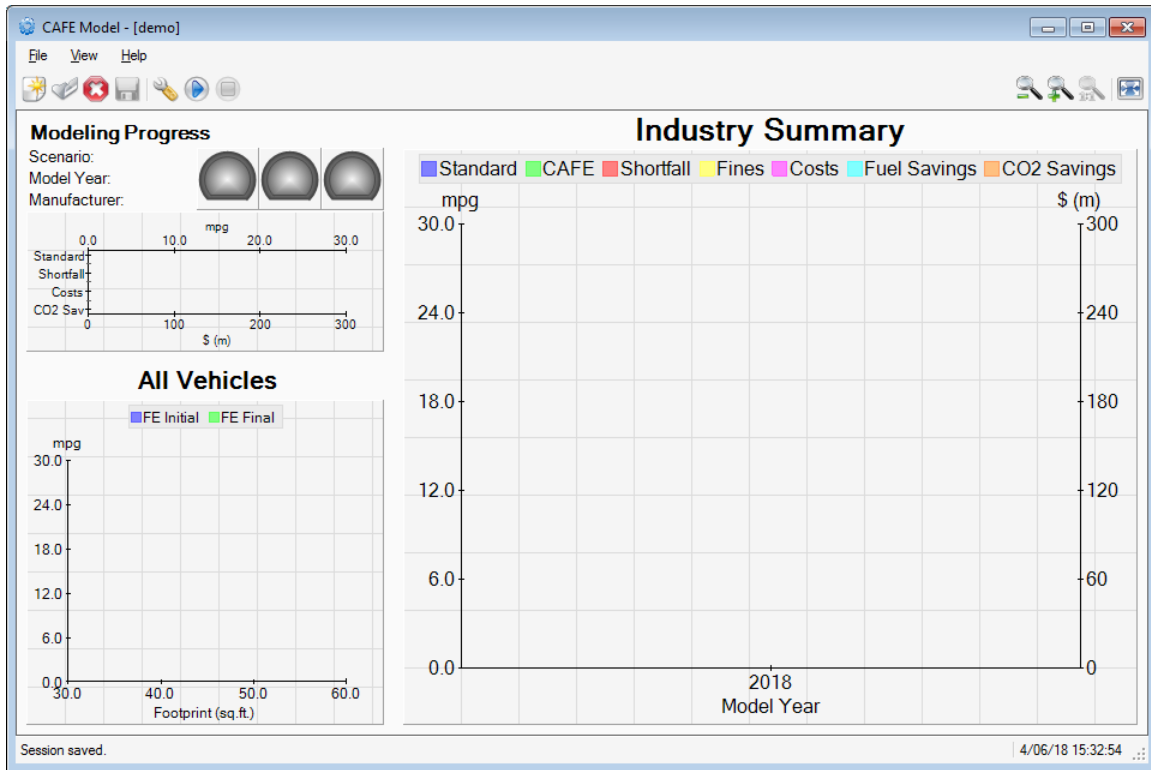 CAFE Model - [demo]
File View Help
Modeling Progress
Scenario:
Model Year:
Manufacturer:
mpg
0.0 10.0 20.0 30.0
Standard
Shortfall
Costs
CO2 Sav
0 100 200 300
$ (m)
All Vehicles
FE Initial FE Final
mpg
30.0
24.0
18.0
12.0
6.0
0.0
30.0 40.0 50.0 60.0
Footprint (sq.ft.)
Industry Summary
Standard CAFE Shortfall Fines Costs Fuel Savings CO2 Savings
mpg $ (m)
30.0 300
24.0 240
18.0 180
12.0 120
6.0 60
0.0 0
2018
Model Year
Session saved. 4/06/18 15:32:54